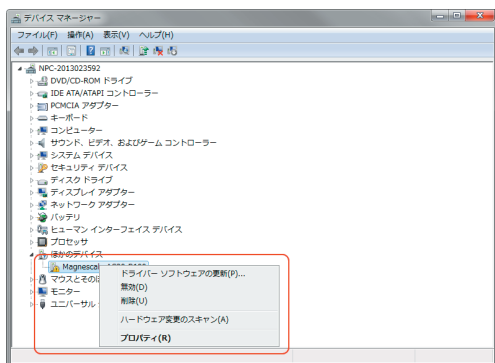 デバイス マネージャー
ファイル(F) 操作(A) 表示(V) ヘルプ(H)
NPC-2013023592
DVD/CD-ROM ドライブ
IDE ATA/ATAPI コントローラー
PCMCIA アダプター
キーボード
コンピューター
サウンド、ビデオ、およびゲーム コントローラー
システム デバイス
セキュリティ デバイス
ディスク ドライブ
ディスプレイ アダプター
ネットワーク アダプター
バッテリ
ヒューマン インターフェイス デバイス
プロセッサ
ほかのデバイス
Magnescal
ドライバー ソフトウェアの更新(P)...
マウスとそのほ
無効(D)
モニター
削除(U)
ユニバーサル
ハードウェア変更のスキャン(A)
プロパティ(R)